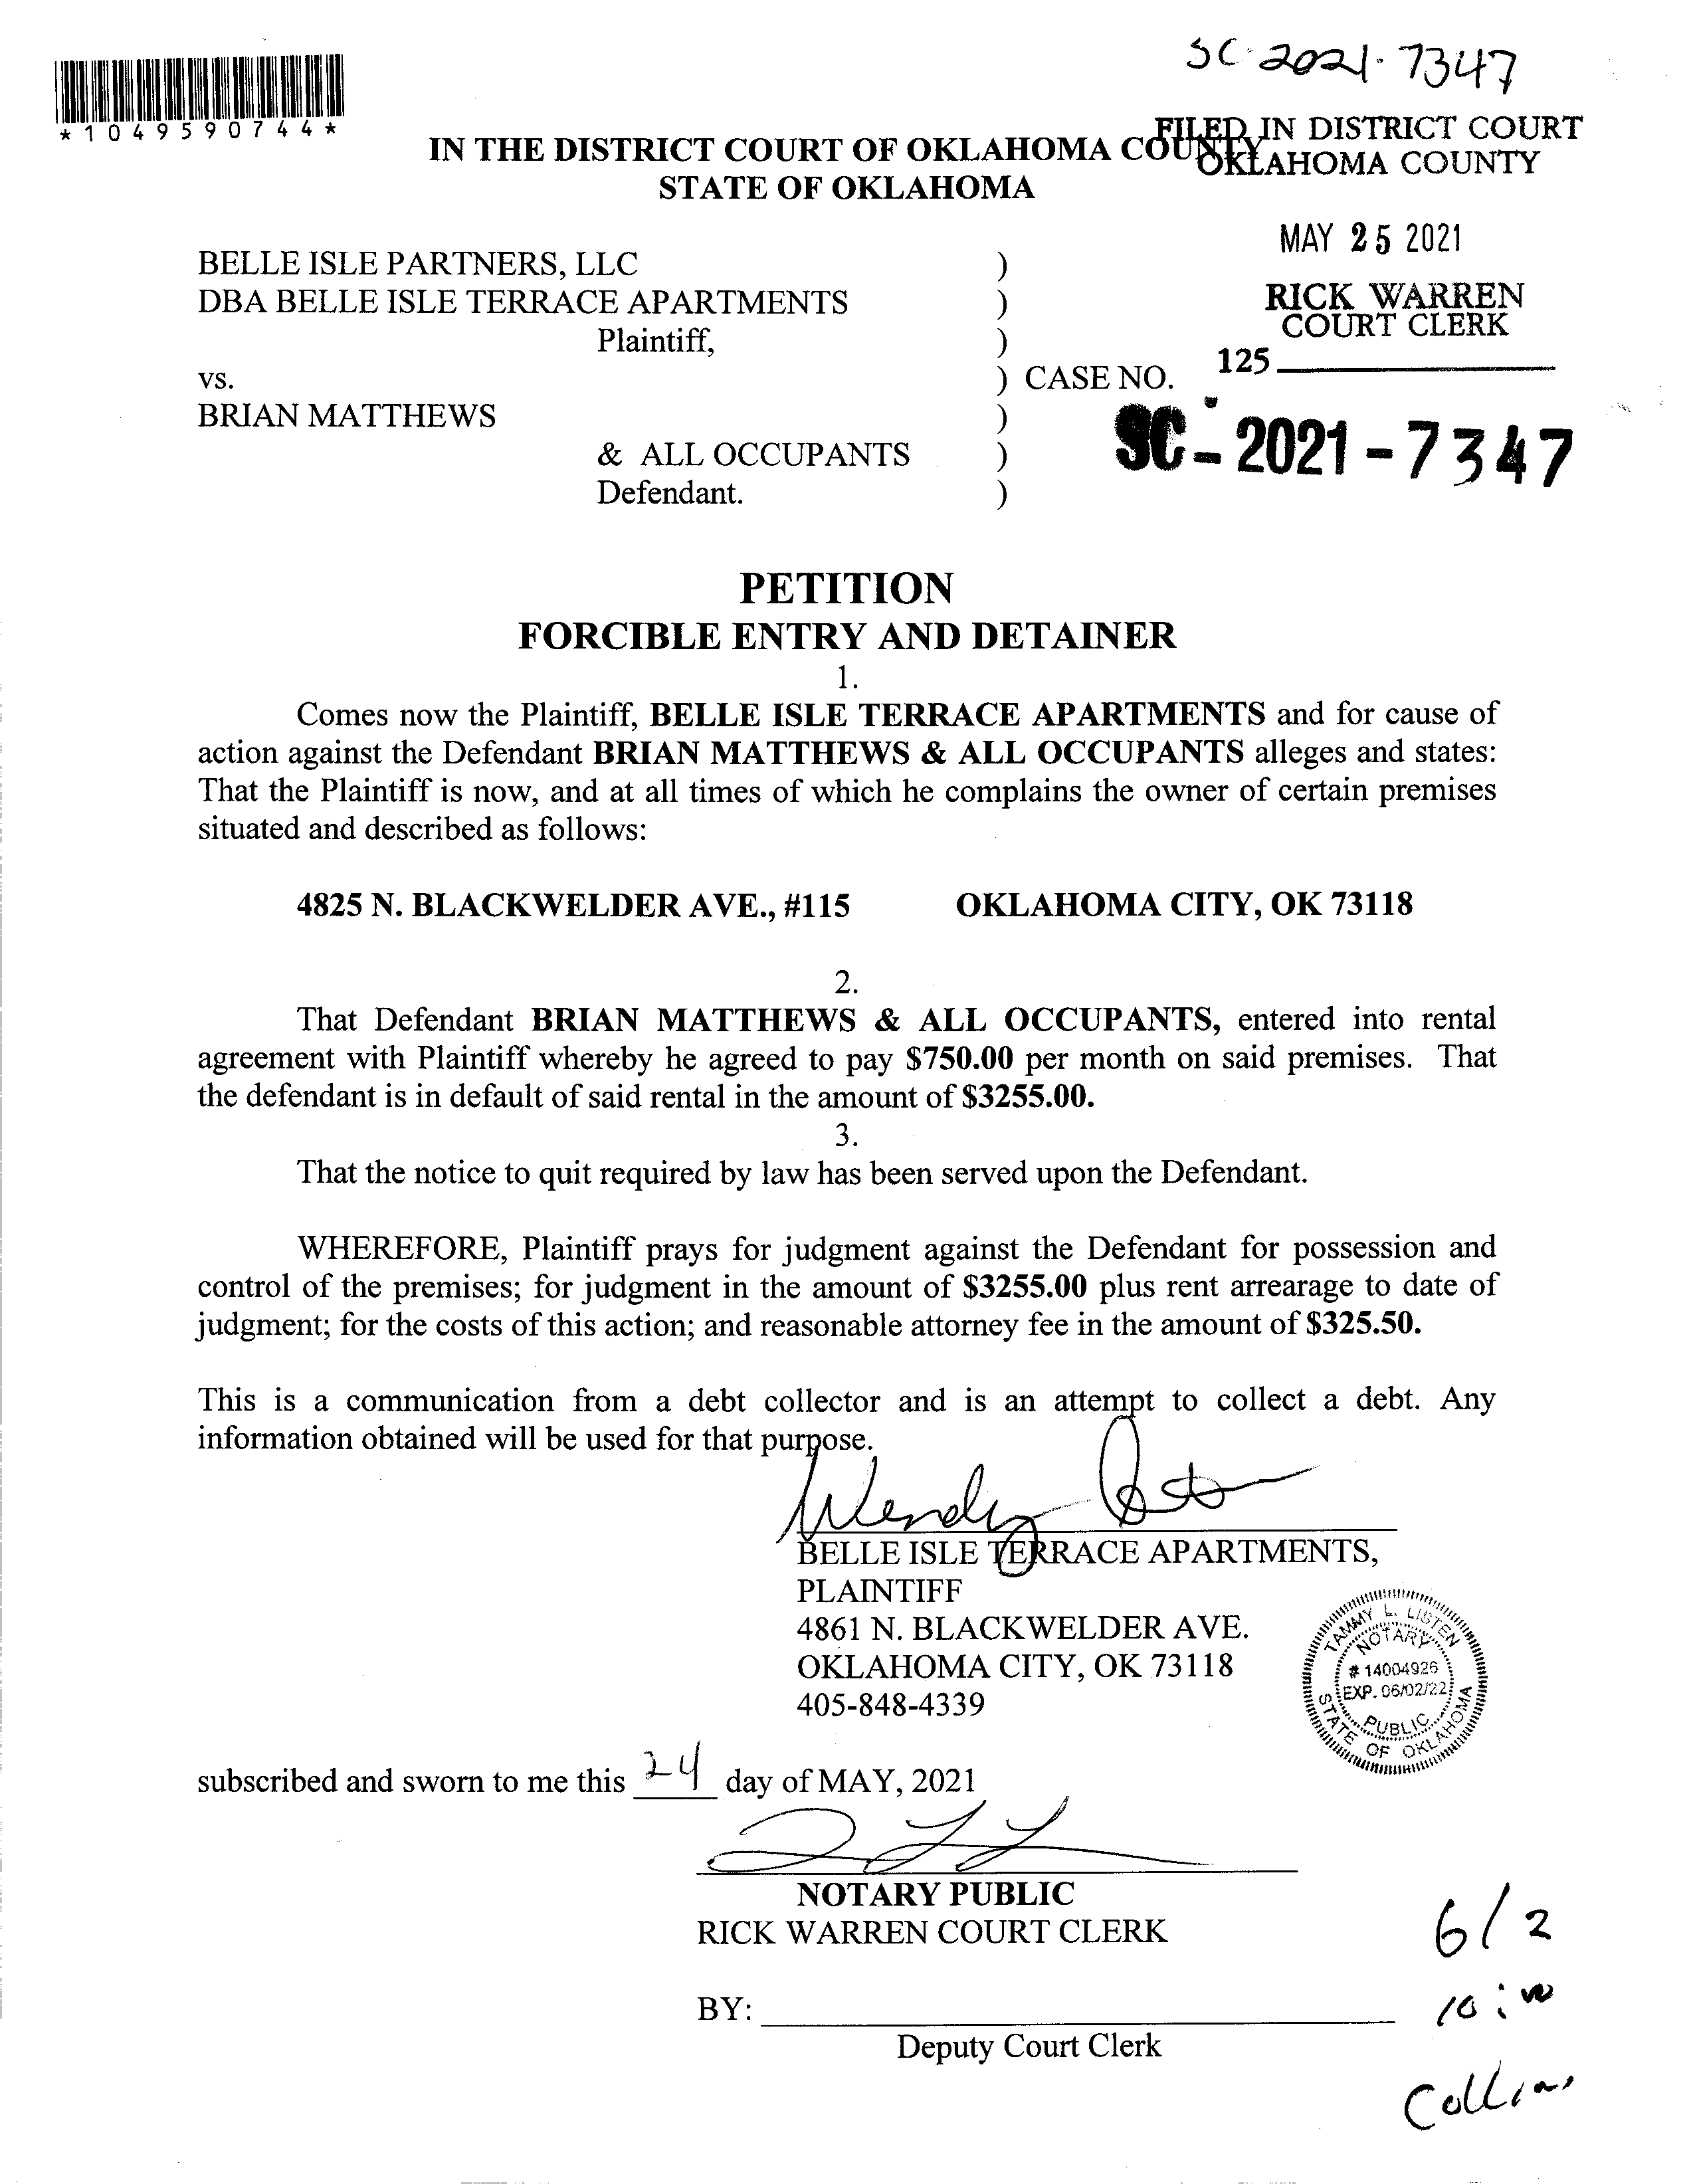 SC-2021-7347
*1049590744*
FILED IN DISTRICT COURT
OKLAHOMA COUNTY
IN THE DISTRICT COURT OF OKLAHOMA COUNTY
STATE OF OKLAHOMA
MAY 25 2021
RICK WARREN
COURT CLERK
125
BELLE ISLE PARTNERS, LLC )
DBA BELLE ISLE TERRACE APARTMENTS )
Plaintiff, )
vs. ) CASE NO.
BRIAN MATTHEWS )
SC-2021-7347
& ALL OCCUPANTS )
Defendant. )
PETITION
FORCIBLE ENTRY AND DETAINER
1.
Comes now the Plaintiff, BELLE ISLE TERRACE APARTMENTS and for cause of
action against the Defendant BRIAN MATTHEWS & ALL OCCUPANTS alleges and states:
That the Plaintiff is now, and at all times of which he complains the owner of certain premises
situated and described as follows:
4825 N. BLACKWELDER AVE., #115 OKLAHOMA CITY, OK 73118
2.
That Defendant BRIAN MATTHEWS & ALL OCCUPANTS, entered into rental
agreement with Plaintiff whereby he agreed to pay $750.00 per month on said premises. That
the defendant is in default of said rental in the amount of $3255.00.
3.
That the notice to quit required by law has been served upon the Defendant.
WHEREFORE, Plaintiff prays for judgment against the Defendant for possession and
control of the premises; for judgment in the amount of $3255.00 plus rent arrearage to date of
judgment; for the costs of this action; and reasonable attorney fee in the amount of $325.50.
This is a communication from a debt collector and is an attempt to collect a debt. Any
information obtained will be used for that purpose.
Wendy
BELLE ISLE TERRACE APARTMENTS,
PLAINTIFF
4861 N. BLACKWELDER AVE.
OKLAHOMA CITY, OK 73118
405-848-4339
TAMMY L. LISTEN
NOTARY
# 14004926
EXP. 06/02/22
PUBLIC
STATE OF OKLAHOMA
subscribed and sworn to me this 24 day of MAY, 2021
NOTARY PUBLIC
RICK WARREN COURT CLERK
6/2
BY:
10:00
Deputy Court Clerk
Collins